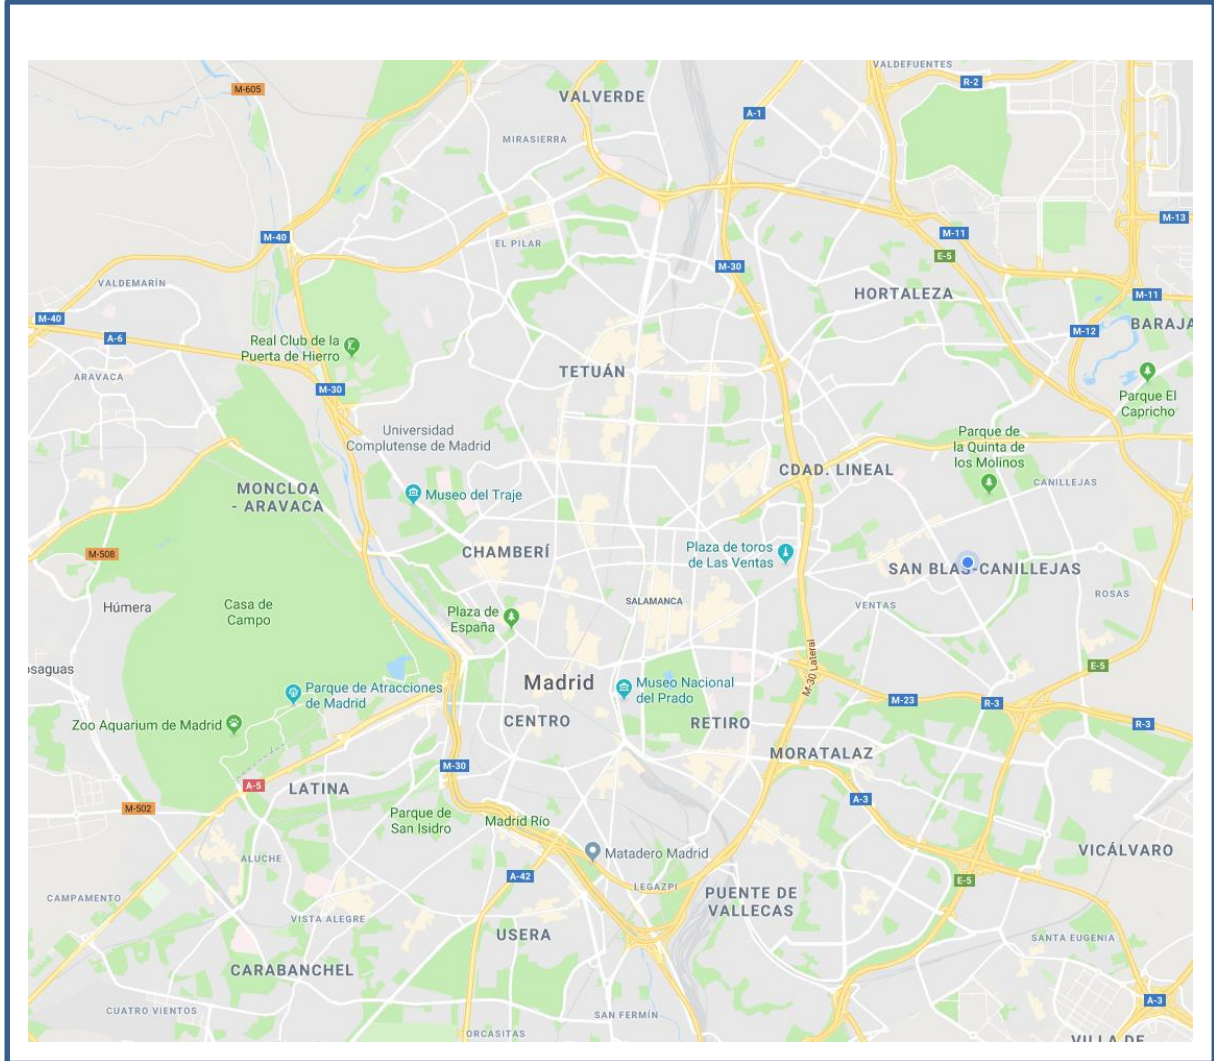 VALDEFUENTES
M-605
R-2
VALVERDE
A-1
MIRASIERRA
M-13
M-40
M-11
EL PILAR
E-5
M-30
VALDEMARÍN
HORTALEZA
M-11
M-40
BARAJA
M-12
A-6
Real Club de la
Puerta de Hierro
TETUÁN
ARAVACA
M-30
Parque El
Capricho
Universidad
Complutense de Madrid
Parque de
la Quinta de
los Molinos
CDAD. LINEAL
CANILLEJAS
MONCLOA
- ARAVACA
Museo del Traje
M-508
CHAMBERÍ
Plaza de toros
de Las Ventas
SAN BLAS-CANILLEJAS
ROSAS
Húmera
Casa de
Campo
SALAMANCA
VENTAS
Plaza de
España
osaguas
M-30 Lateral
E-5
Madrid
Museo Nacional
del Prado
Parque de Atracciones
de Madrid
M-23
R-3
R-3
Zoo Aquarium de Madrid
CENTRO
RETIRO
MORATALAZ
M-30
A-5
LATINA
A-3
M-502
Parque de
San Isidro
Madrid Río
Matadero Madrid
VICÁLVARO
ALUCHE
A-42
LEGAZPI
E-5
CAMPAMENTO
PUENTE DE
VALLECAS
VISTA ALEGRE
USERA
SANTA EUGENIA
CARABANCHEL
A-3
CUATRO VIENTOS
SAN FERMÍN
ORCASITAS
VILLA DE